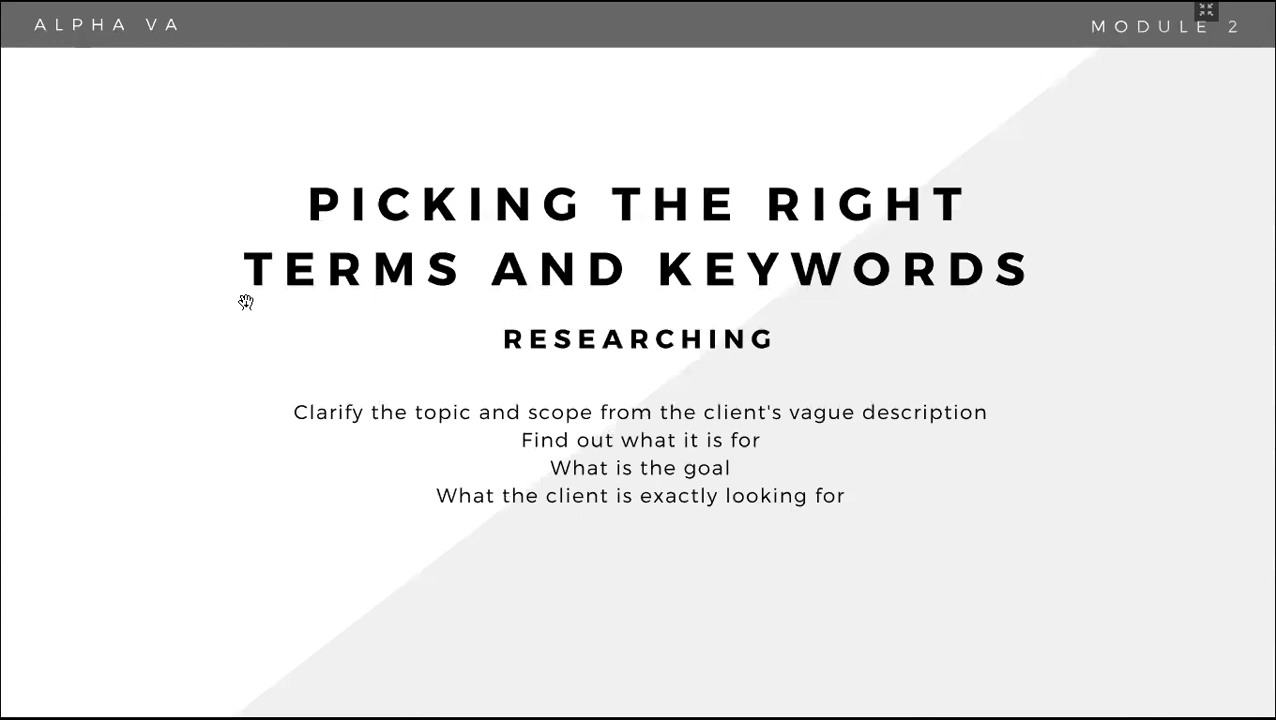 ALPHA VA
MODULE 2
PICKING THE RIGHT
TERMS AND KEYWORDS
RESEARCHING
Clarify the topic and scope from the client's vague description
Find out what it is for
What is the goal
What the client is exactly looking for